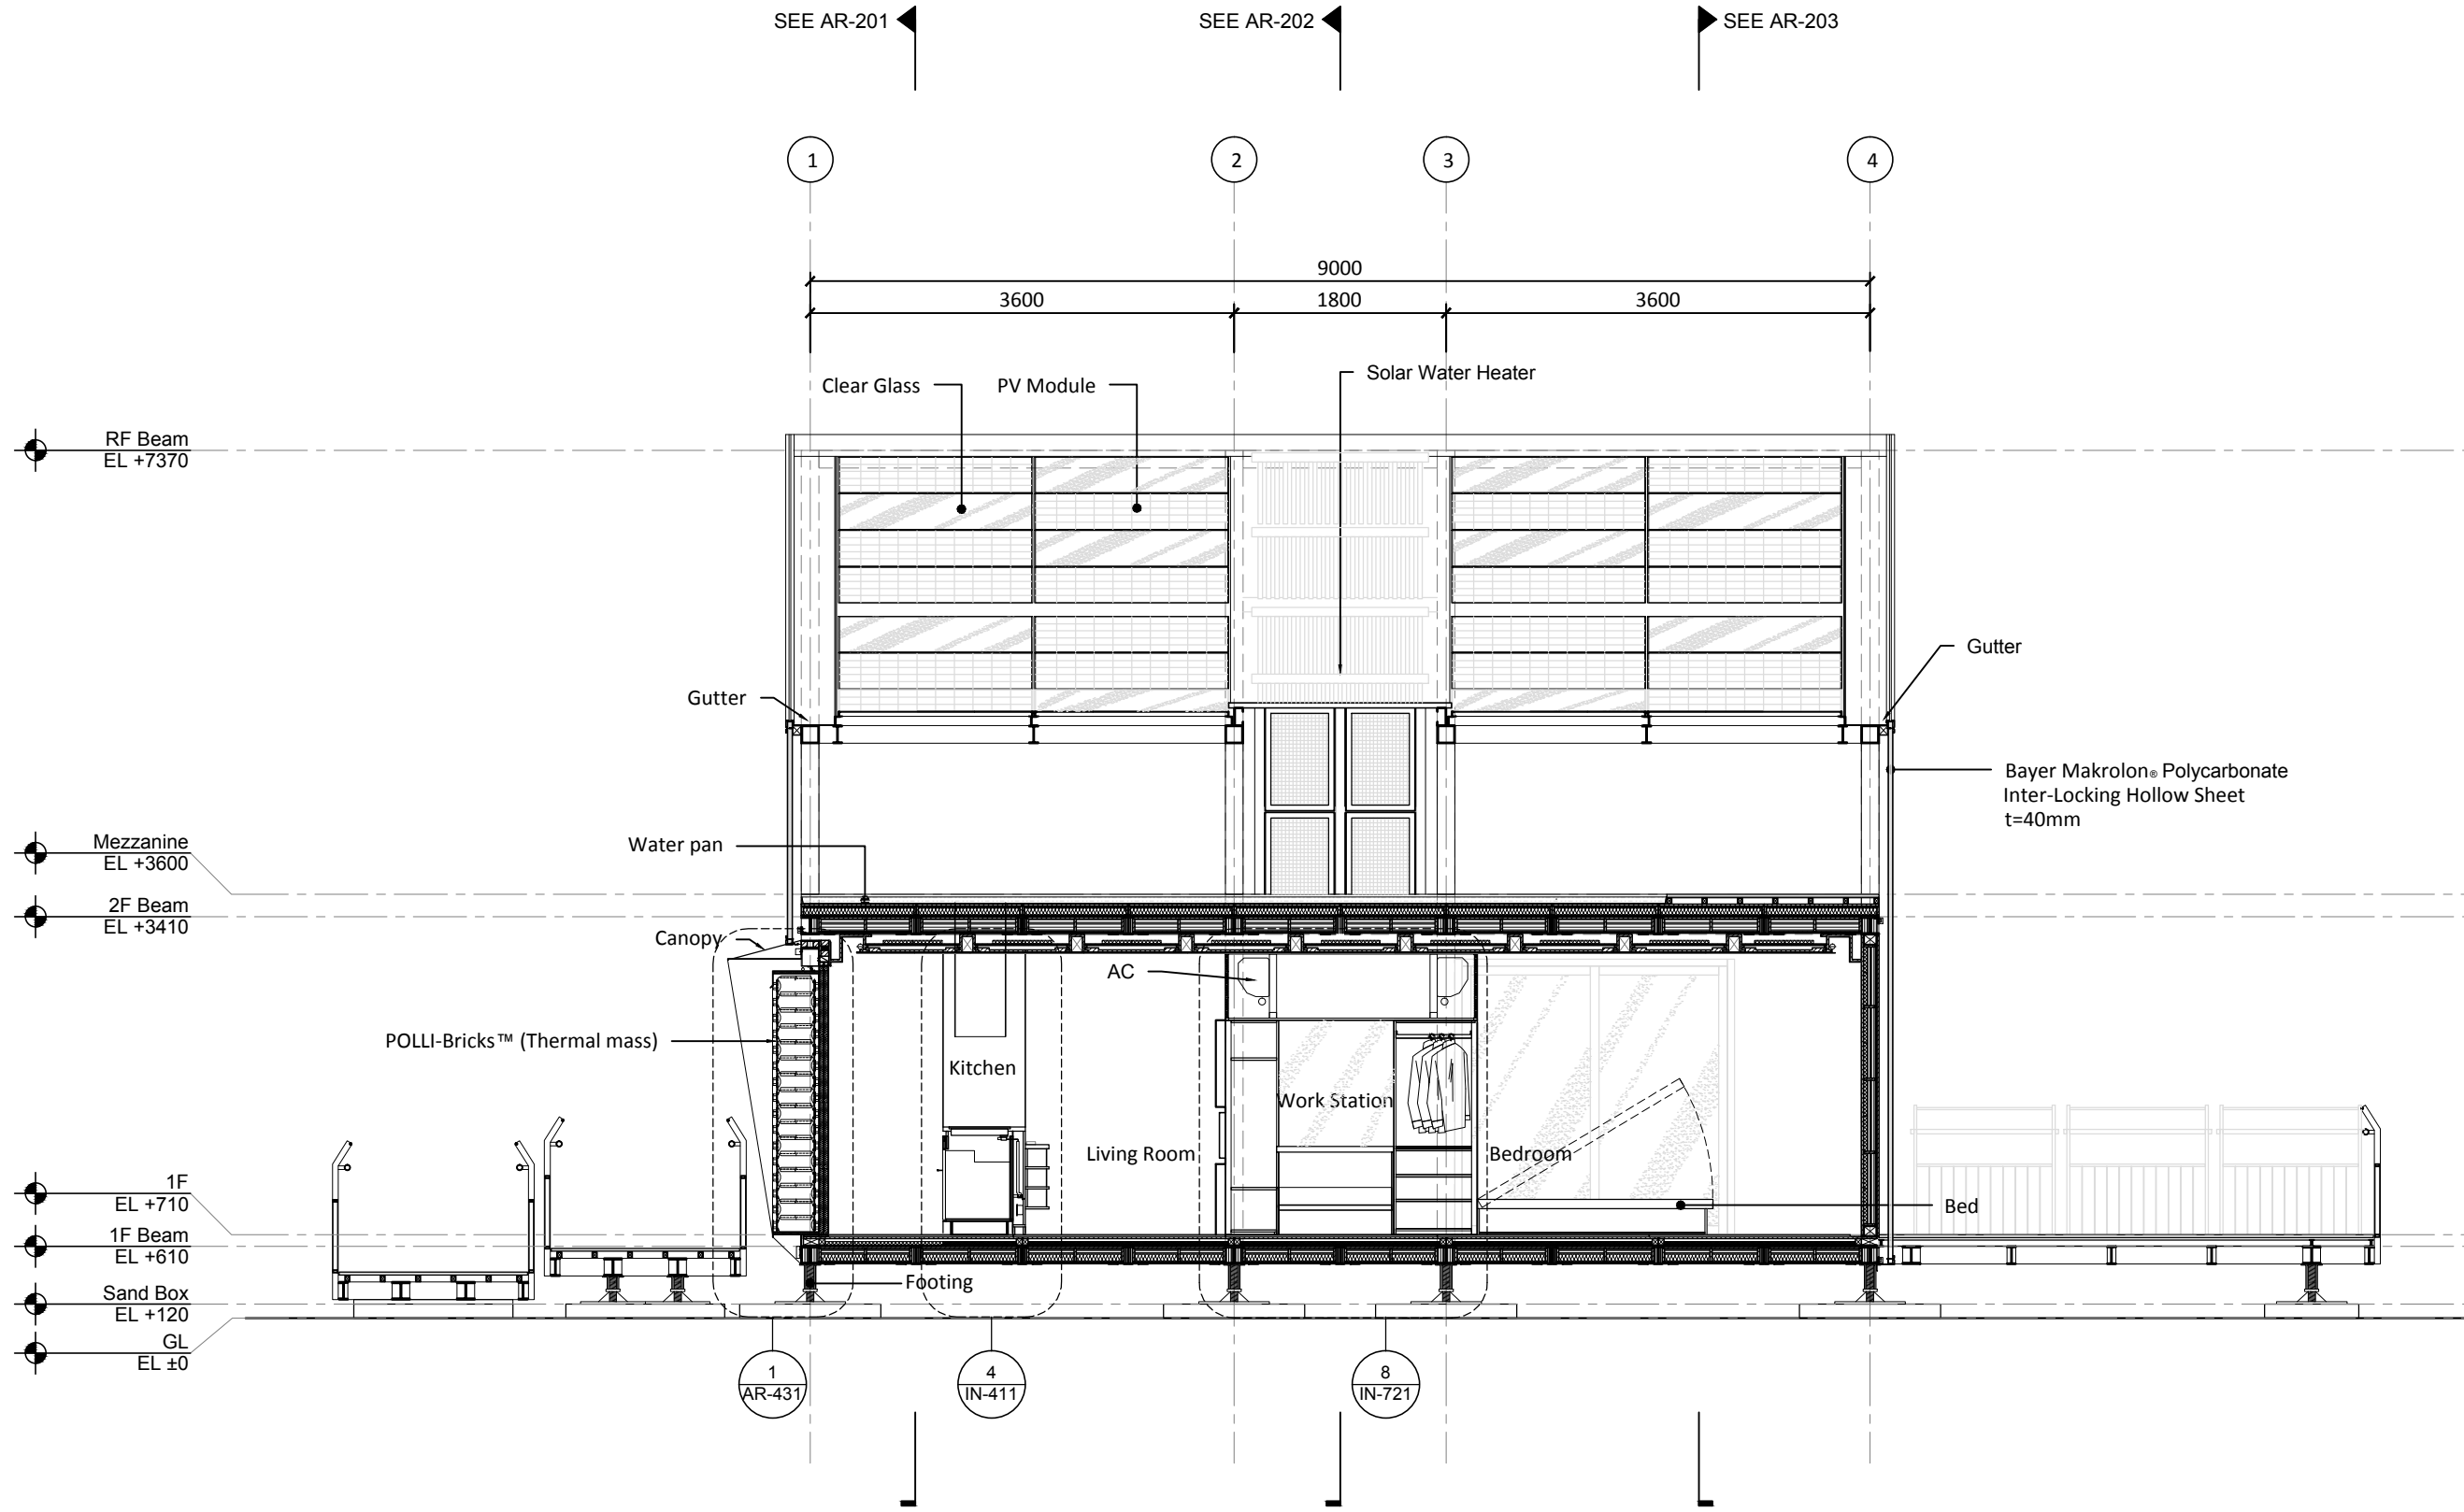 SEE AR-201
SEE AR-202
SEE AR-203
1
2
3
4
9000
3600
1800
3600
Clear Glass
PV Module
Solar Water Heater
RF Beam
EL +7370
Gutter
Gutter
Bayer Makrolon® Polycarbonate
Inter-Locking Hollow Sheet
t=40mm
Mezzanine
EL +3600
Water pan
2F Beam
EL +3410
Canopy
AC
POLLI-Bricks™ (Thermal mass)
Kitchen
Work Station
Living Room
Bedroom
1F
EL +710
Bed
1F Beam
EL +610
Footing
Sand Box
EL +120
GL
EL ±0
1
AR-431
4
IN-411
8
IN-721